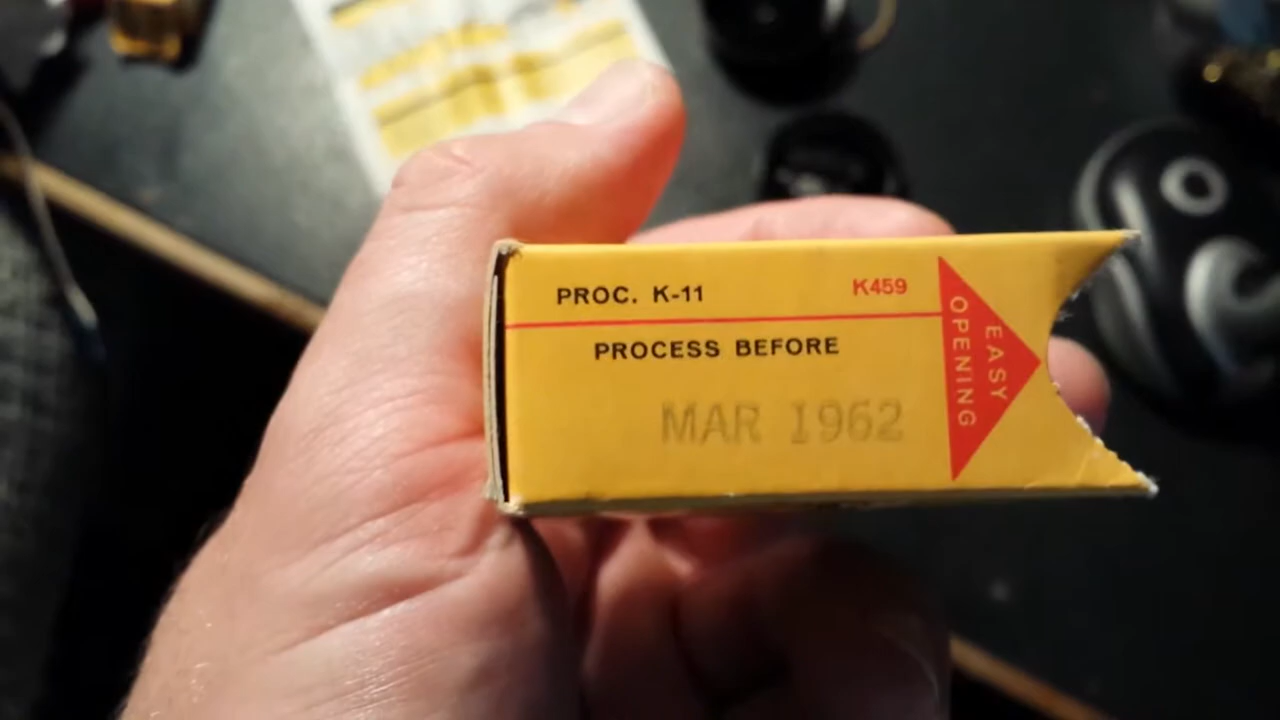 PROC. K-11
K459
PROCESS BEFORE
MAR 1962
EASY
OPENING